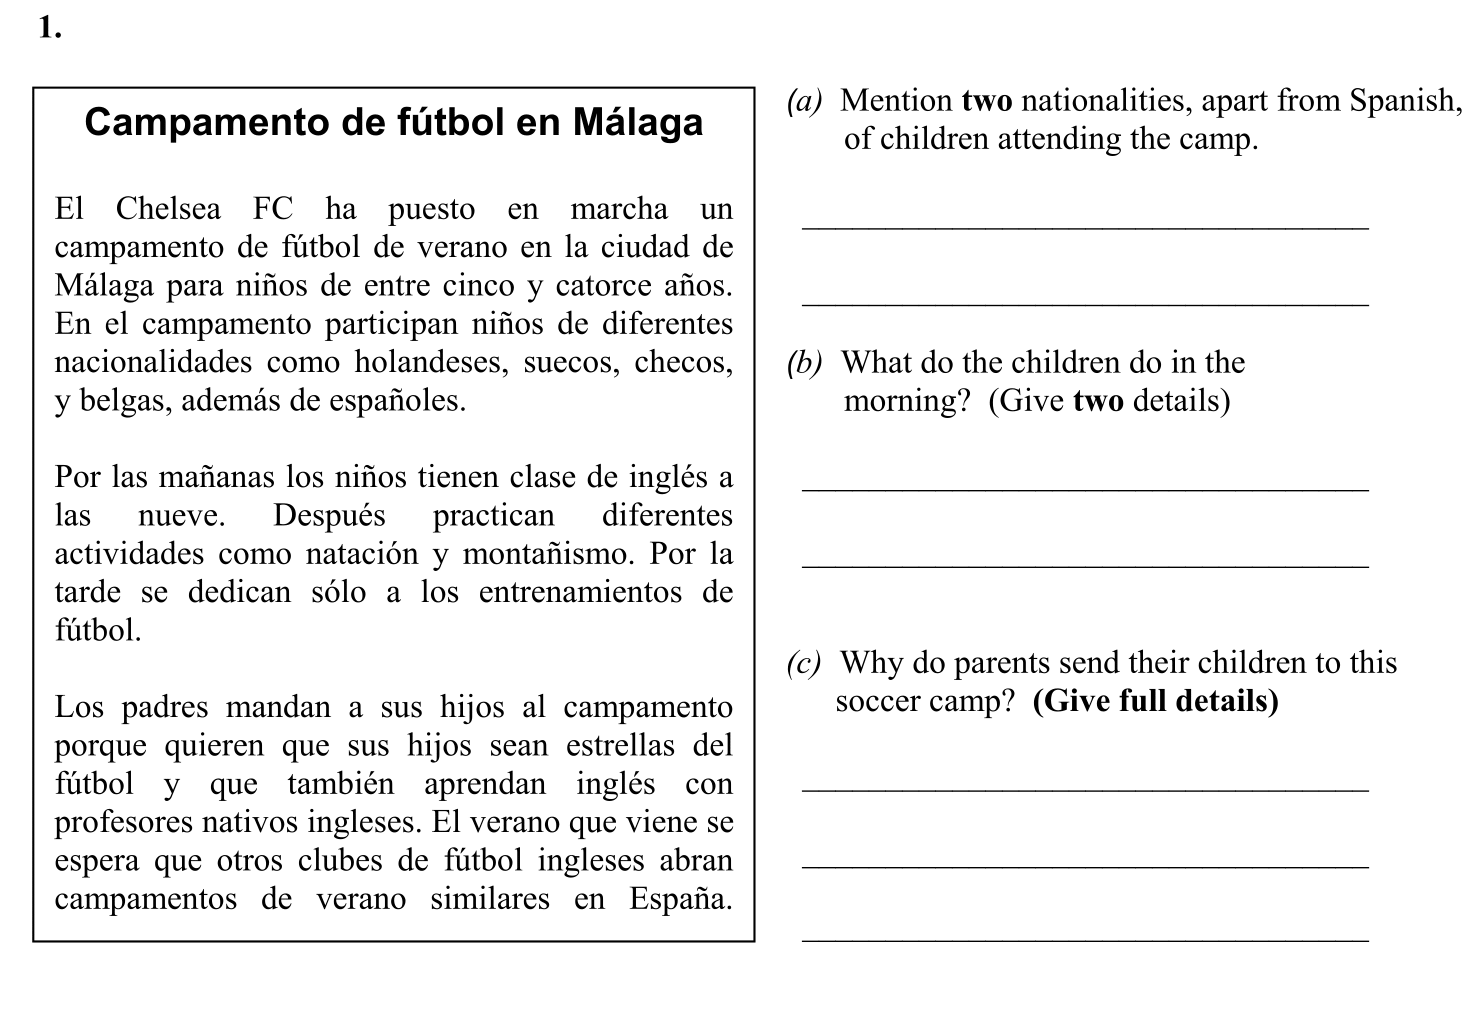 1.
Campamento de fútbol en Málaga
El Chelsea FC ha puesto en marcha un
campamento de fútbol de verano en la ciudad de
Málaga para niños de entre cinco y catorce años.
En el campamento participan niños de diferentes
nacionalidades como holandeses, suecos, checos,
y belgas, además de españoles.
Por las mañanas los niños tienen clase de inglés a
las nueve. Después practican diferentes
actividades como natación y montañismo. Por la
tarde se dedican sólo a los entrenamientos de
fútbol.
Los padres mandan a sus hijos al campamento
porque quieren que sus hijos sean estrellas del
fútbol y que también aprendan inglés con
profesores nativos ingleses. El verano que viene se
espera que otros clubes de fútbol ingleses abran
campamentos de verano similares en España.
(a) Mention two nationalities, apart from Spanish,
of children attending the camp.
(b) What do the children do in the
morning? (Give two details)
(c) Why do parents send their children to this
soccer camp? (Give full details)